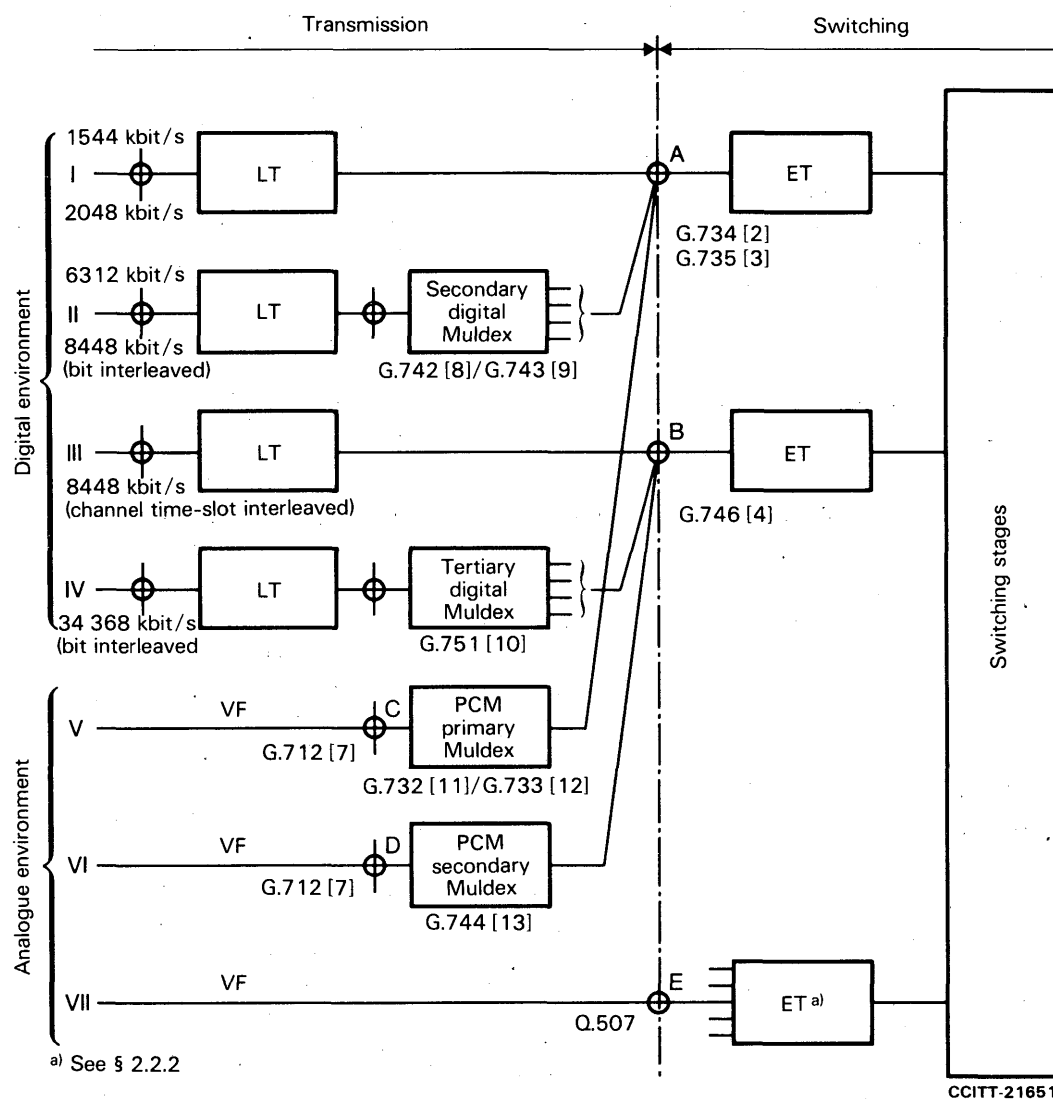 Transmission
Switching
Digital environment
1544 kbit/s
I
2048 kbit/s
LT
A
ET
G.734 [2]
G.735 [3]
6312 kbit/s
II
8448 kbit/s
(bit interleaved)
LT
Secondary
digital
Muldex
G.742 [8]/G.743 [9]
III
8448 kbit/s
(channel time-slot interleaved)
LT
B
ET
G.746 [4]
IV
34 368 kbit/s
(bit interleaved
LT
Tertiary
digital
Muldex
G.751 [10]
Switching stages
Analogue environment
V
VF
C
G.712 [7]
PCM
primary
Muldex
G.732 [11]/G.733 [12]
VI
VF
D
G.712 [7]
PCM
secondary
Muldex
G.744 [13]
VII
VF
E
Q.507
ET a)
a) See § 2.2.2
CCITT-21651